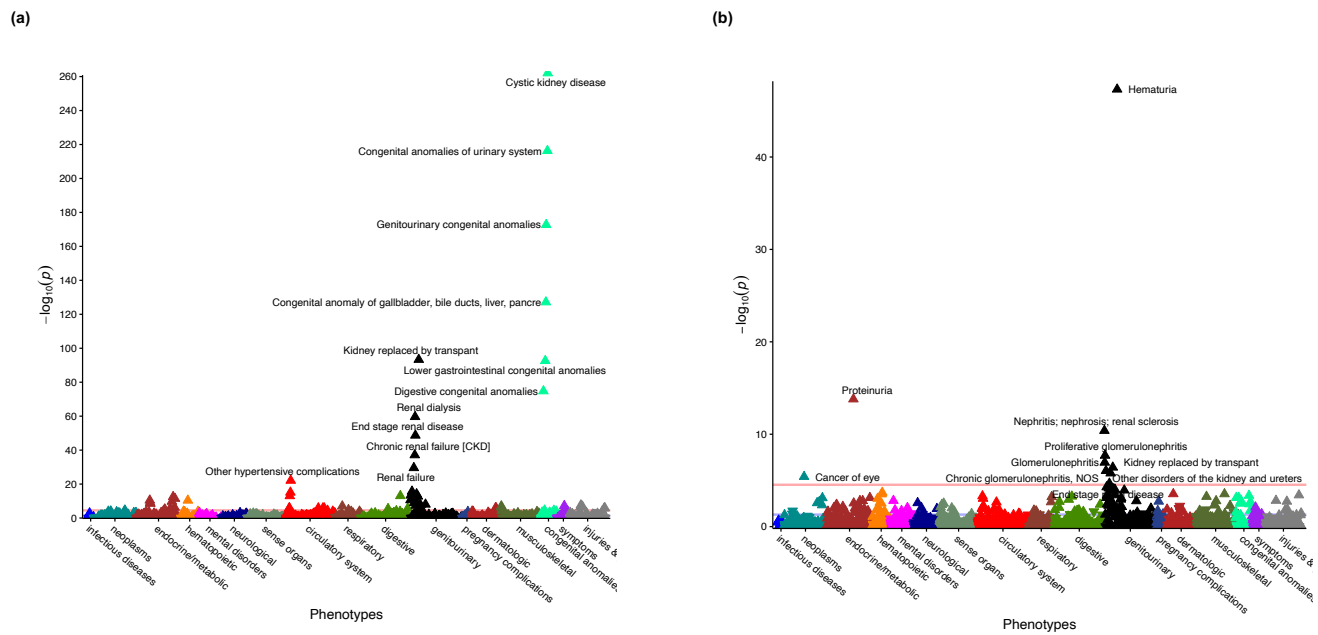 (a)
260
240
220
200
180
160
140
120
100
80
60
40
20
0
−log10(p)
Cystic kidney disease
Congenital anomalies of urinary system
Genitourinary congenital anomalies
Congenital anomaly of gallbladder, bile ducts, liver, pancre
Kidney replaced by transpant
Lower gastrointestinal congenital anomalies
Digestive congenital anomalies
Renal dialysis
End stage renal disease
Chronic renal failure [CKD]
Other hypertensive complications
Renal failure
infectious diseases
neoplasms
endocrine/metabolic
hematopoietic
mental disorders
neurological
sense organs
circulatory system
respiratory
digestive
genitourinary
pregnancy complications
dermatologic
musculoskeletal
congenital anomalies
symptoms
injuries &
Phenotypes
(b)
40
30
20
10
0
−log10(p)
Hematuria
Proteinuria
Nephritis; nephrosis; renal sclerosis
Proliferative glomerulonephritis
Glomerulonephritis
Kidney replaced by transpant
Cancer of eye
Chronic glomerulonephritis, NOS
Other disorders of the kidney and ureters
End stage renal disease
infectious diseases
neoplasms
endocrine/metabolic
hematopoietic
mental disorders
neurological
sense organs
circulatory system
respiratory
digestive
genitourinary
pregnancy complications
dermatologic
musculoskeletal
congenital anomalies
symptoms
injuries &
Phenotypes